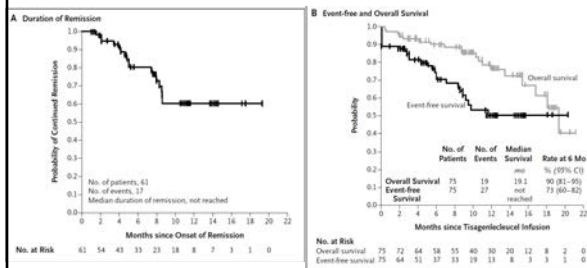 A Duration of Remission
Probability of Continued Remission
1.0
0.9
0.8
0.7
0.6
0.5
0.4
0.3
0.2
0.1
0.0
No. of patients, 61
No. of events, 17
Median duration of remission, not reached
0 2 4 6 8 10 12 14 16 18 20 22
Months since Onset of Remission
No. at Risk 61 54 43 33 23 18 8 7 3 1 0
B Event-free and Overall Survival
Probability
1.0
0.9
0.8
0.7
0.6
0.5
0.4
0.3
0.2
0.1
0.0
Overall survival
Event-free survival
No. of Patients No. of Events Median Survival Rate at 6 Mo
mo % (95% CI)
Overall Survival 75 19 19.1 90 (81–95)
Event-free Survival 75 27 not reached 73 (60–82)
0 2 4 6 8 10 12 14 16 18 20 22
Months since Tisagenlecleucel Infusion
No. at Risk
Overall survival 75 72 64 58 55 40 30 20 12 8 2 0
Event-free survival 75 64 51 37 33 19 13 8 3 3 1 0